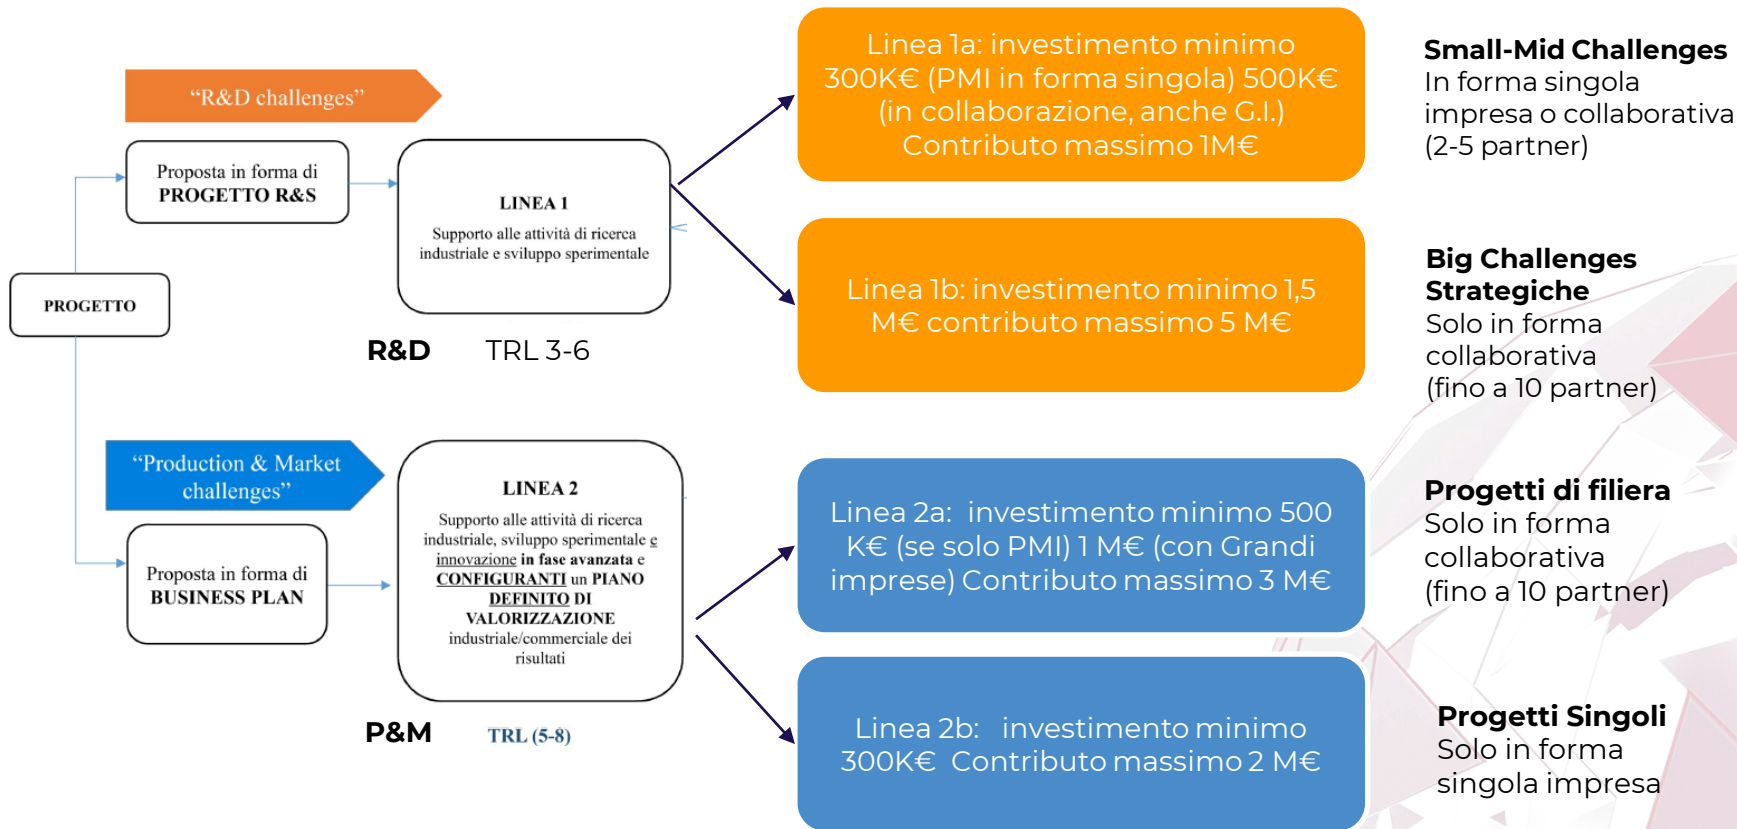 “R&D challenges”
Proposta in forma di
PROGETTO R&S
LINEA 1
Supporto alle attività di ricerca
industriale e sviluppo sperimentale
R&D TRL 3-6
PROGETTO
“Production & Market
challenges”
Proposta in forma di
BUSINESS PLAN
LINEA 2
Supporto alle attività di ricerca
industriale, sviluppo sperimentale e
innovazione in fase avanzata e
CONFIGURANTI un PIANO
DEFINITO DI
VALORIZZAZIONE
industriale/commerciale dei
risultati
P&M TRL (5-8)
Linea 1a: investimento minimo
300K€ (PMI in forma singola) 500K€
(in collaborazione, anche G.I.)
Contributo massimo 1M€
Small-Mid Challenges
In forma singola
impresa o collaborativa
(2-5 partner)
Linea 1b: investimento minimo 1,5
M€ contributo massimo 5 M€
Big Challenges
Strategiche
Solo in forma
collaborativa
(fino a 10 partner)
Linea 2a: investimento minimo 500
K€ (se solo PMI) 1 M€ (con Grandi
imprese) Contributo massimo 3 M€
Progetti di filiera
Solo in forma
collaborativa
(fino a 10 partner)
Linea 2b: investimento minimo
300K€ Contributo massimo 2 M€
Progetti Singoli
Solo in forma
singola impresa